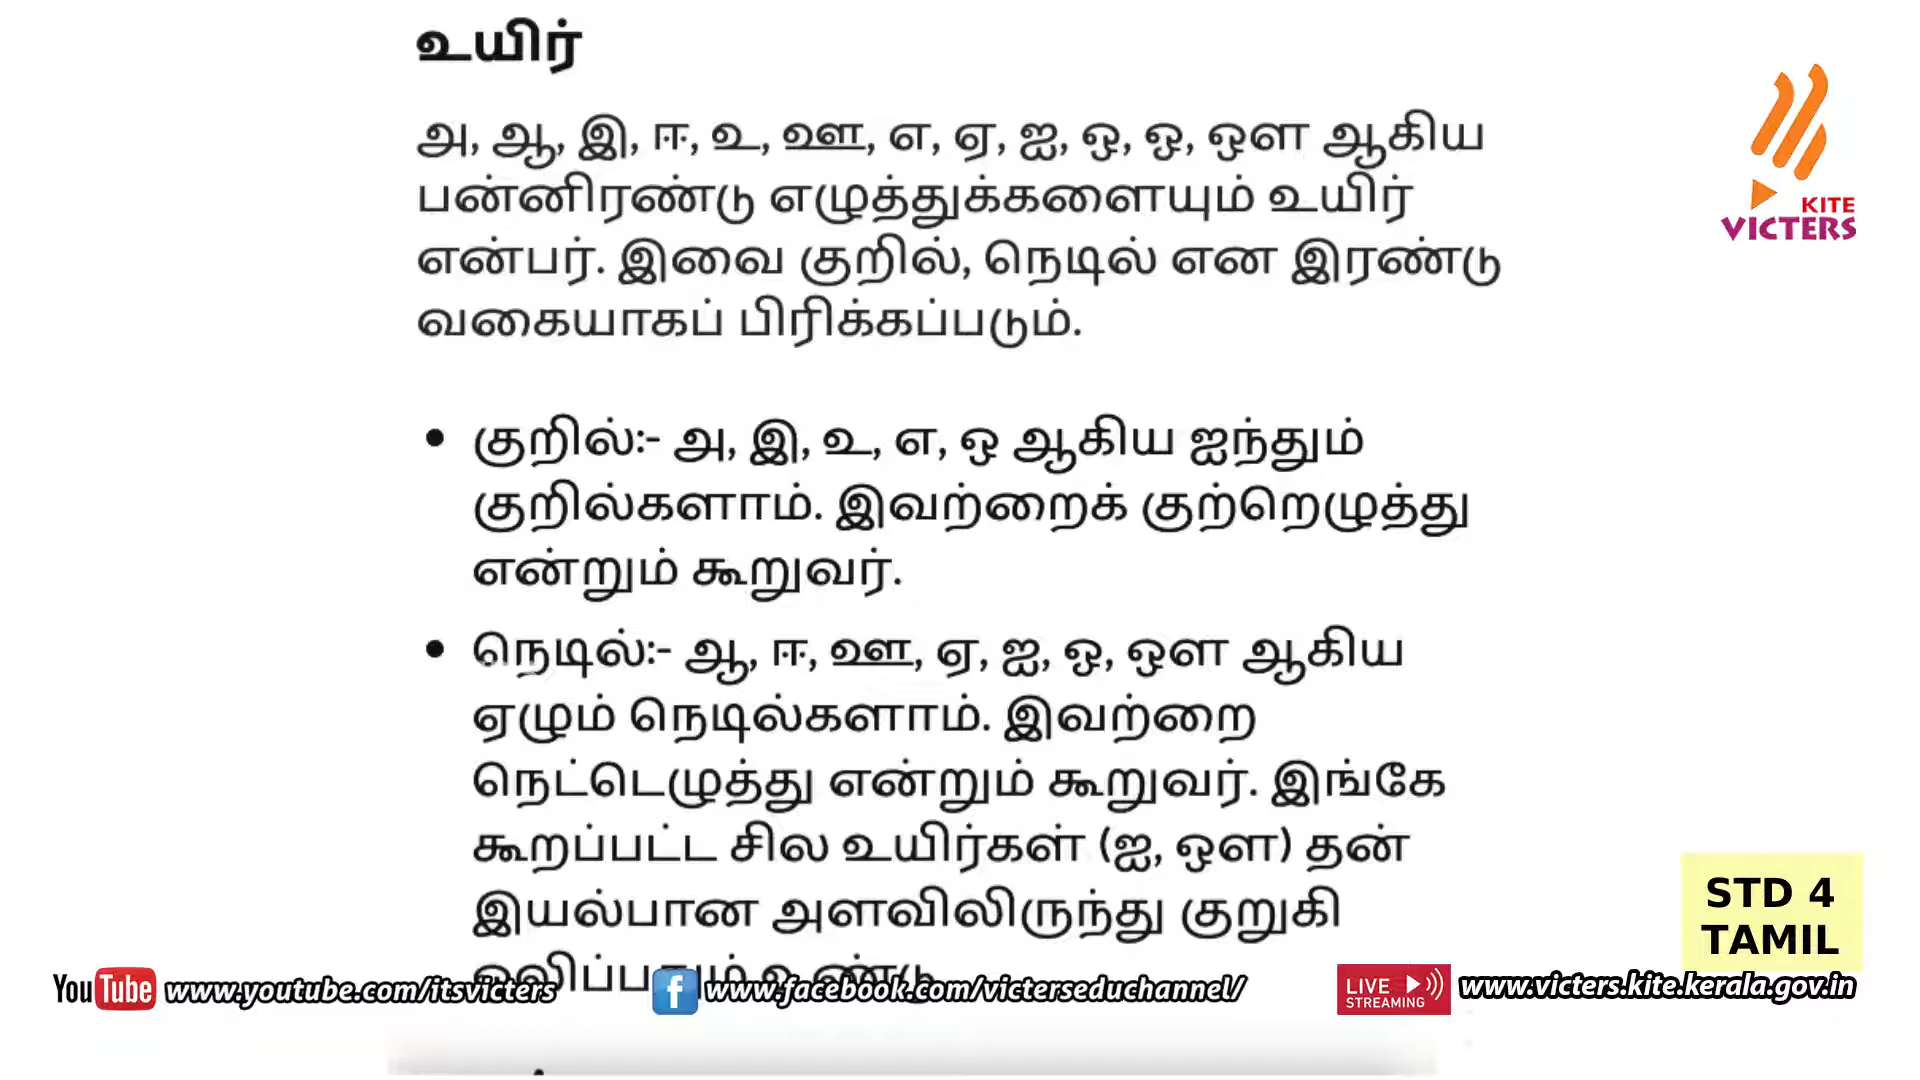 உயிர்
அ, ஆ, இ, ஈ, உ, ஊ, எ, ஏ, ஐ, ஒ, ஒ, ஔ ஆகிய
பன்னிரண்டு எழுத்துக்களையும் உயிர்
என்பர். இவை குறில், நெடில் என இரண்டு
வகையாகப் பிரிக்கப்படும்.
• குறில்:- அ, இ, உ, எ, ஒ ஆகிய ஐந்தும்
குறில்களாம். இவற்றைக் குற்றெழுத்து
என்றும் கூறுவர்.
• நெடில்:- ஆ, ஈ, ஊ, ஏ, ஐ, ஒ, ஔ ஆகிய
ஏழும் நெடில்களாம். இவற்றை
நெட்டெழுத்து என்றும் கூறுவர். இங்கே
கூறப்பட்ட சில உயிர்கள் (ஐ, ஔ) தன்
இயல்பான அளவிலிருந்து குறுகி
KITE
VICTERS
STD 4
TAMIL
YouTube www.youtube.com/itsvicters
f www.facebook.com/victerseduchannel/
LIVE
STREAMING
www.victers.kite.kerala.gov.in